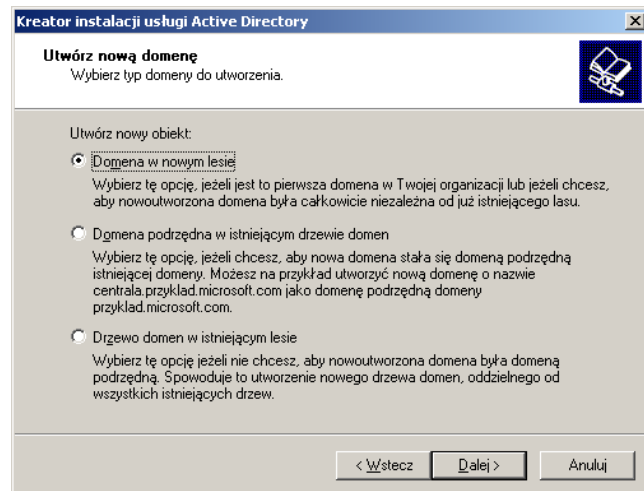 Kreator instalacji usługi Active Directory
Utwórz nową domenę
Wybierz typ domeny do utworzenia.
Utwórz nowy obiekt:
Domena w nowym lesie
Wybierz tę opcję, jeżeli jest to pierwsza domena w Twojej organizacji lub jeżeli chcesz,
aby nowoutworzona domena była całkowicie niezależna od już istniejącego lasu.
Domena podrzędna w istniejącym drzewie domen
Wybierz tę opcję, jeżeli chcesz, aby nowa domena stała się domeną podrzędną
istniejącej domeny. Możesz na przykład utworzyć nową domenę o nazwie
centrala.przyklad.microsoft.com jako domenę podrzędną domeny
przyklad.microsoft.com.
Drzewo domen w istniejącym lesie
Wybierz tę opcję jeżeli nie chcesz, aby nowoutworzona domena była domeną
podrzędną. Spowoduje to utworzenie nowego drzewa domen, oddzielnego od
wszystkich istniejących drzew.
< Wstecz Dalej > Anuluj